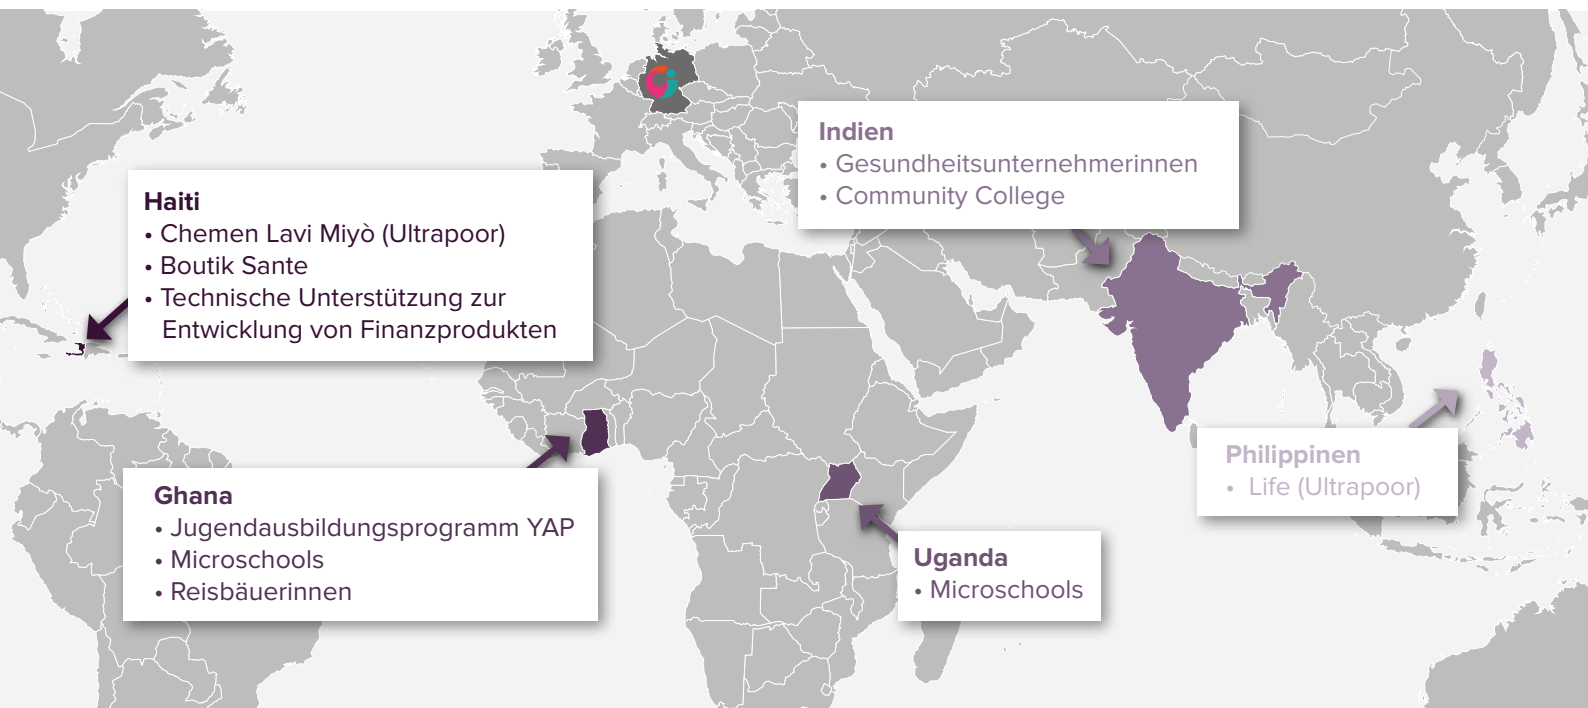 Indien
• Gesundheitsunternehmerinnen
• Community College
Haiti
• Chemen Lavi Miyò (Ultrapoor)
• Boutik Sante
• Technische Unterstützung zur
Entwicklung von Finanzprodukten
Philippinen
• Life (Ultrapoor)
Ghana
• Jugendausbildungsprogramm YAP
• Microschools
• Reisbäuerinnen
Uganda
• Microschools